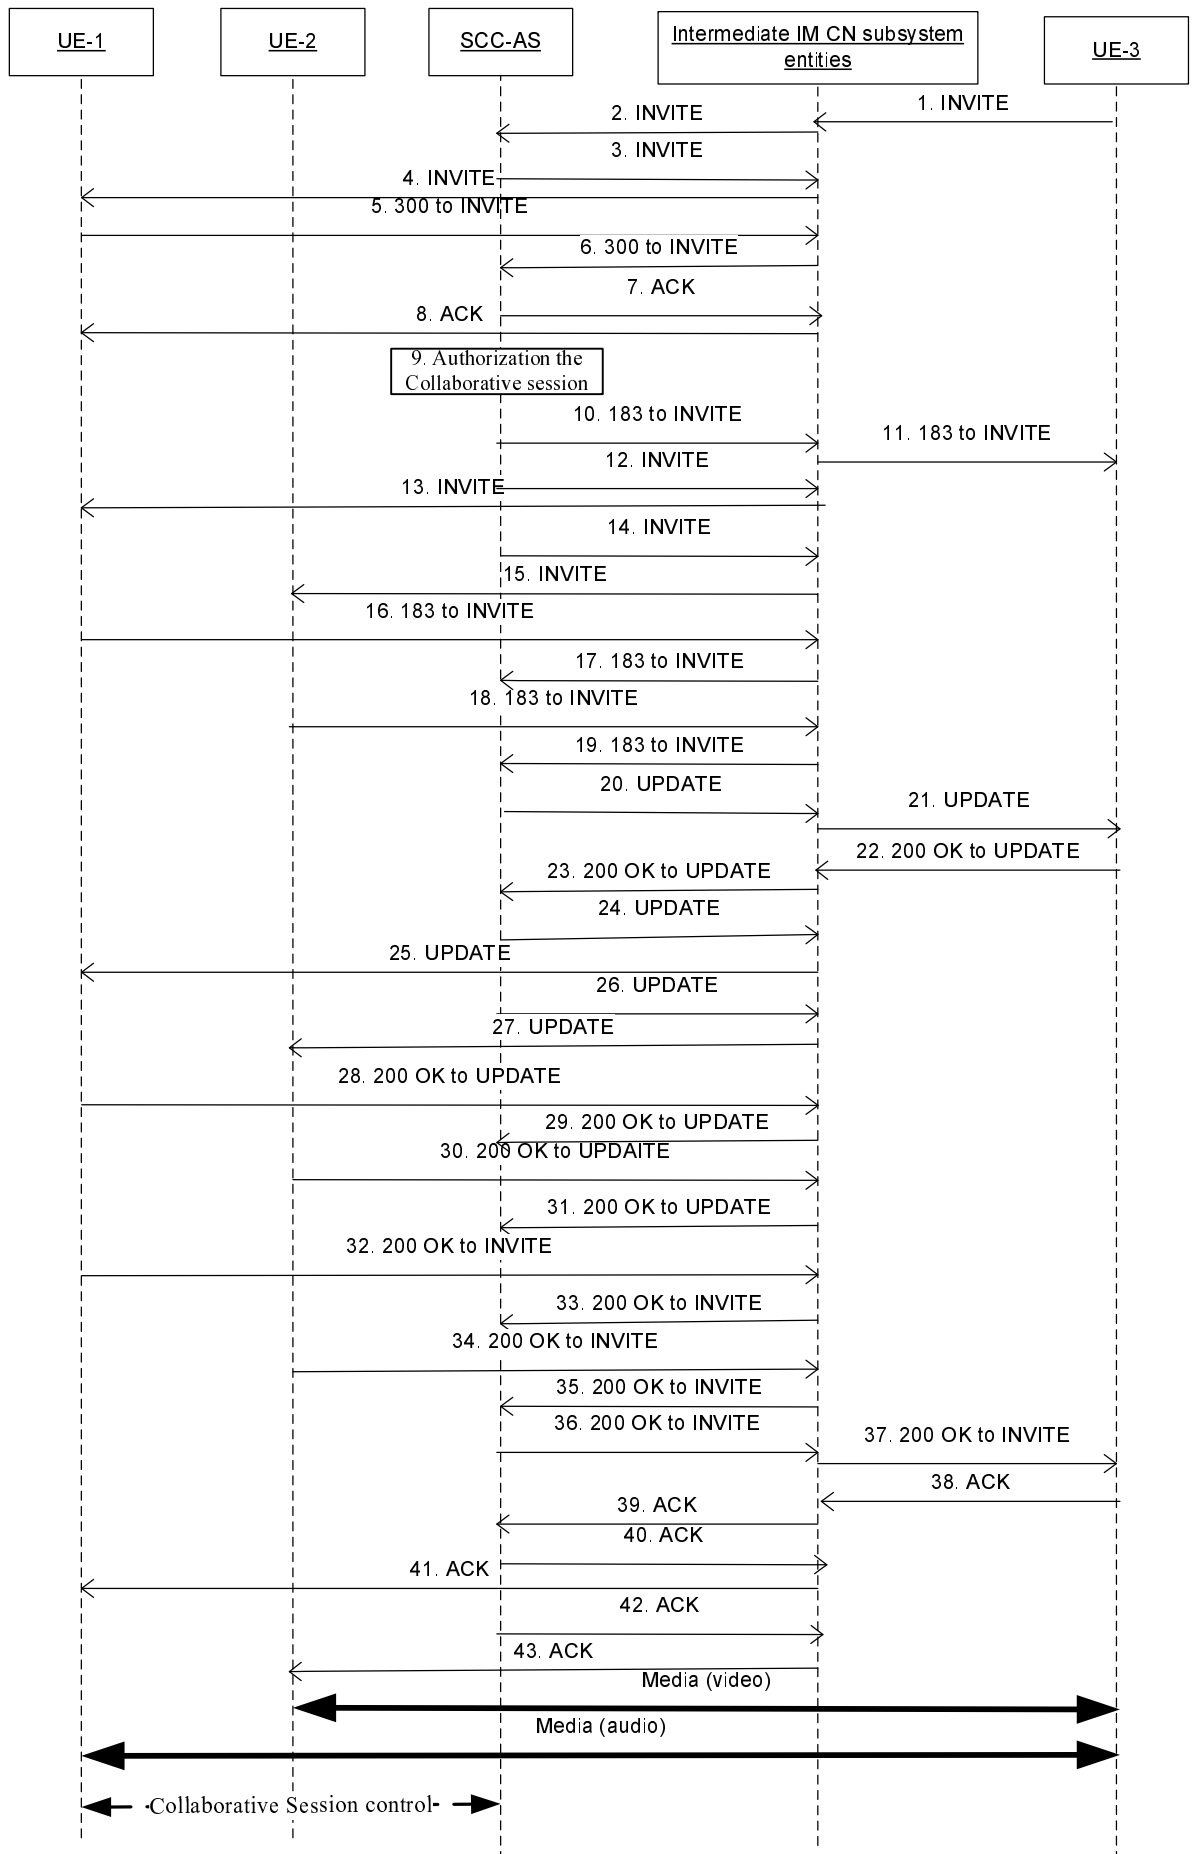 UE-1
UE-2
SCC-AS
Intermediate IM CN subsystem
entities
UE-3
1. INVITE
2. INVITE
3. INVITE
4. INVITE
5. 300 to INVITE
6. 300 to INVITE
7. ACK
8. ACK
9. Authorization the
Collaborative session
10. 183 to INVITE
11. 183 to INVITE
12. INVITE
13. INVITE
14. INVITE
15. INVITE
16. 183 to INVITE
17. 183 to INVITE
18. 183 to INVITE
19. 183 to INVITE
20. UPDATE
21. UPDATE
22. 200 OK to UPDATE
23. 200 OK to UPDATE
24. UPDATE
25. UPDATE
26. UPDATE
27. UPDATE
28. 200 OK to UPDATE
29. 200 OK to UPDATE
30. 200 OK to UPDAITE
31. 200 OK to UPDATE
32. 200 OK to INVITE
33. 200 OK to INVITE
34. 200 OK to INVITE
35. 200 OK to INVITE
36. 200 OK to INVITE
37. 200 OK to INVITE
38. ACK
39. ACK
40. ACK
41. ACK
42. ACK
43. ACK
Media (video)
Media (audio)
Collaborative Session control